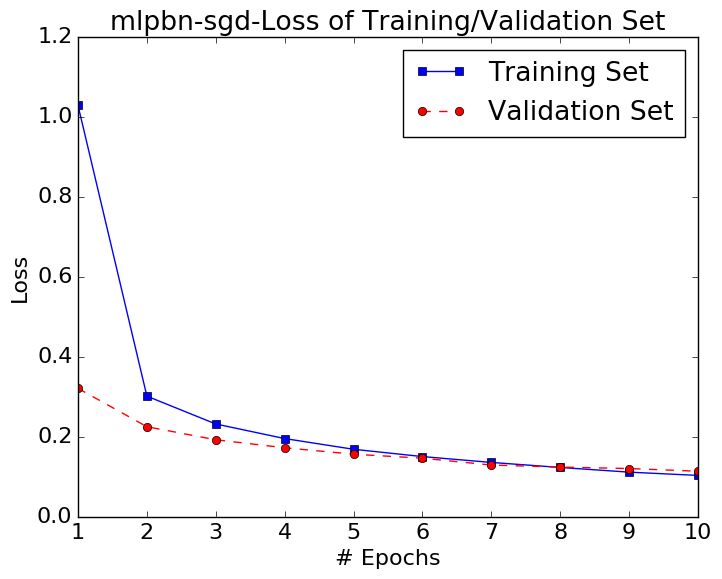 mlpbn-sgd-Loss of Training/Validation Set
1.2
1.0
0.8
0.6
0.4
0.2
0.0
Loss
Training Set
Validation Set
1 2 3 4 5 6 7 8 9 10
# Epochs